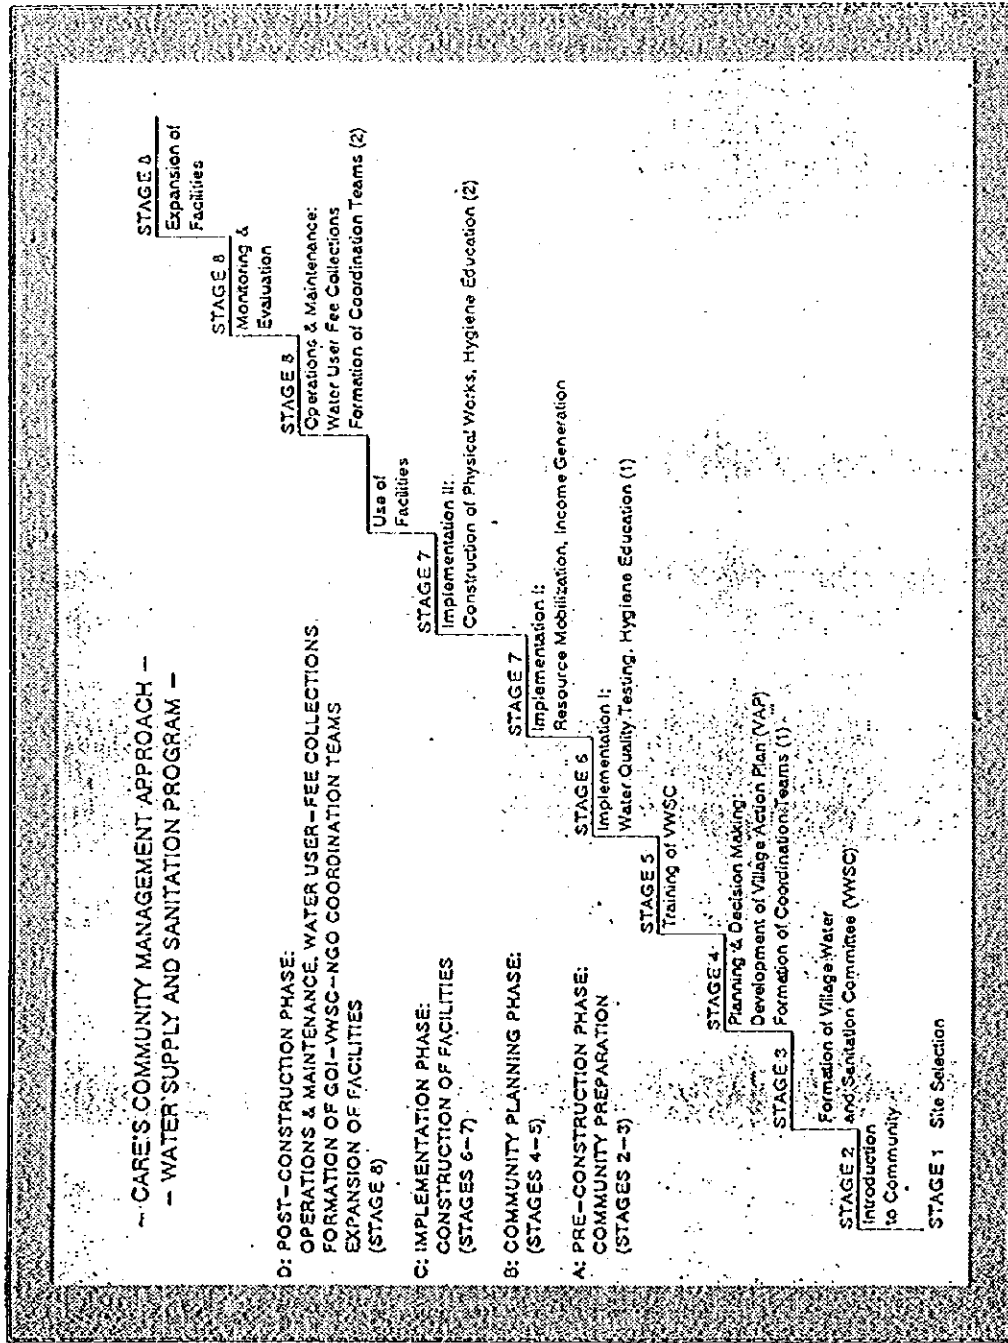 - CARE'S COMMUNITY MANAGEMENT APPROACH -
- WATER SUPPLY AND SANITATION PROGRAM -
D: POST-CONSTRUCTION PHASE:
OPERATIONS & MAINTENANCE, WATER USER-FEE COLLECTIONS
FORMATION OF GOI-VWSC-NGO COORDINATION TEAMS
EXPANSION OF FACILITIES
(STAGE 8)
C: IMPLEMENTATION PHASE:
CONSTRUCTION OF FACILITIES
(STAGES 6-7)
B: COMMUNITY PLANNING PHASE:
(STAGES 4-5)
A: PRE-CONSTRUCTION PHASE:
COMMUNITY PREPARATION
(STAGES 2-3)
STAGE 8
Expansion of
Facilities
STAGE 8
Monitoring &
Evaluation
STAGE 8
Operations & Maintenance:
Water User Fee Collections
Formation of Coordination Teams (2)
Use of
Facilities
STAGE 7
Implementation II:
Construction of Physical Works, Hygiene Education (2)
STAGE 7
Implementation I:
Resource Mobilization, Income Generation
STAGE 6
Implementation I:
Water Quality Testing, Hygiene Education (1)
STAGE 5
Training of VWSC
STAGE 4
Planning & Decision Making:
Development of Village Action Plan (VAP)
Formation of Coordination Teams (1)
STAGE 3
Formation of Village Water
and Sanitation Committee (VWSC)
STAGE 2
Introduction
to Community
STAGE 1 Site Selection